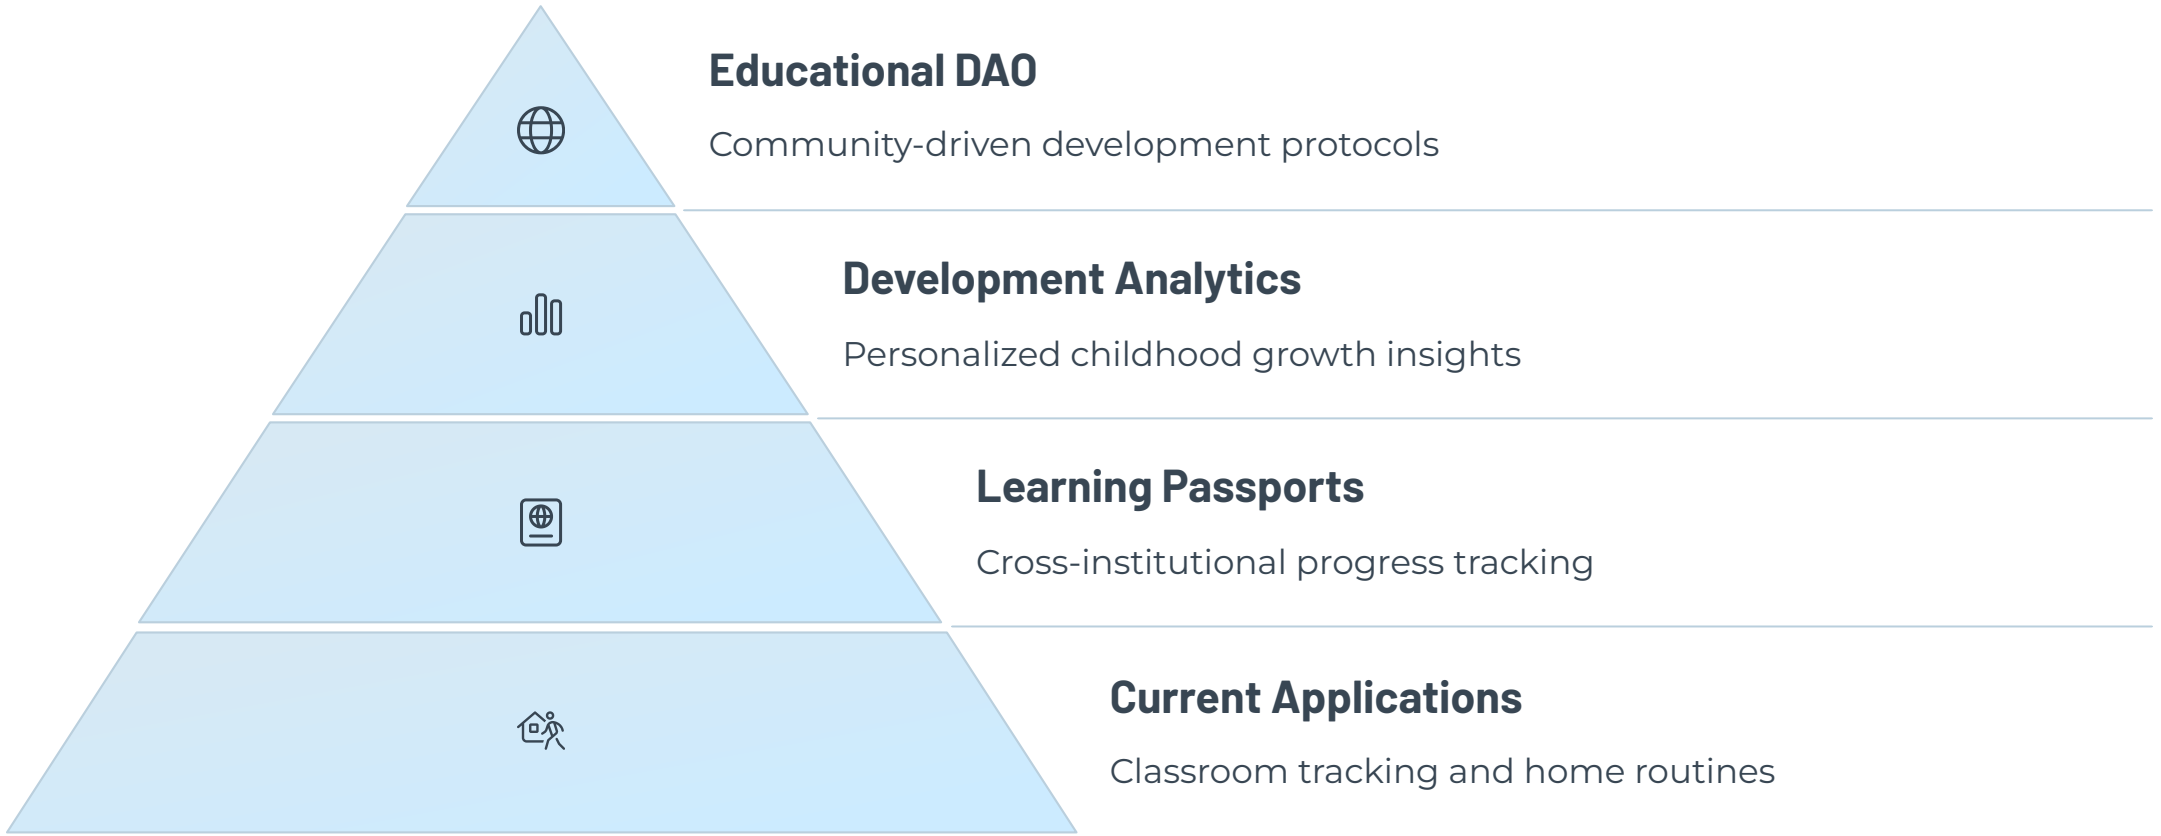 Educational DAO
Community-driven development protocols
Development Analytics
Personalized childhood growth insights
Learning Passports
Cross-institutional progress tracking
Current Applications
Classroom tracking and home routines